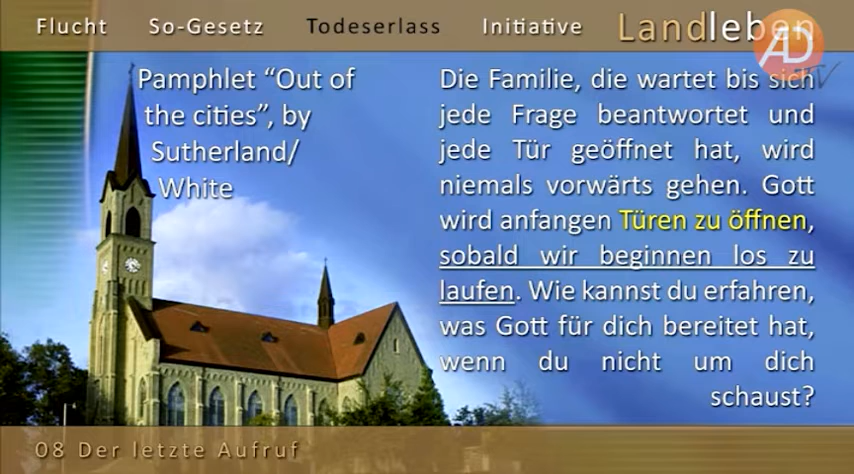 Flucht So-Gesetz Todeserlass Initiative Landleben
AD
TV
Pamphlet “Out of
the cities”, by
Sutherland/
White
Die Familie, die wartet bis sich
jede Frage beantwortet und
jede Tür geöffnet hat, wird
niemals vorwärts gehen. Gott
wird anfangen Türen zu öffnen,
sobald wir beginnen los zu
laufen. Wie kannst du erfahren,
was Gott für dich bereitet hat,
wenn du nicht um dich
schaust?
08 Der letzte Aufruf